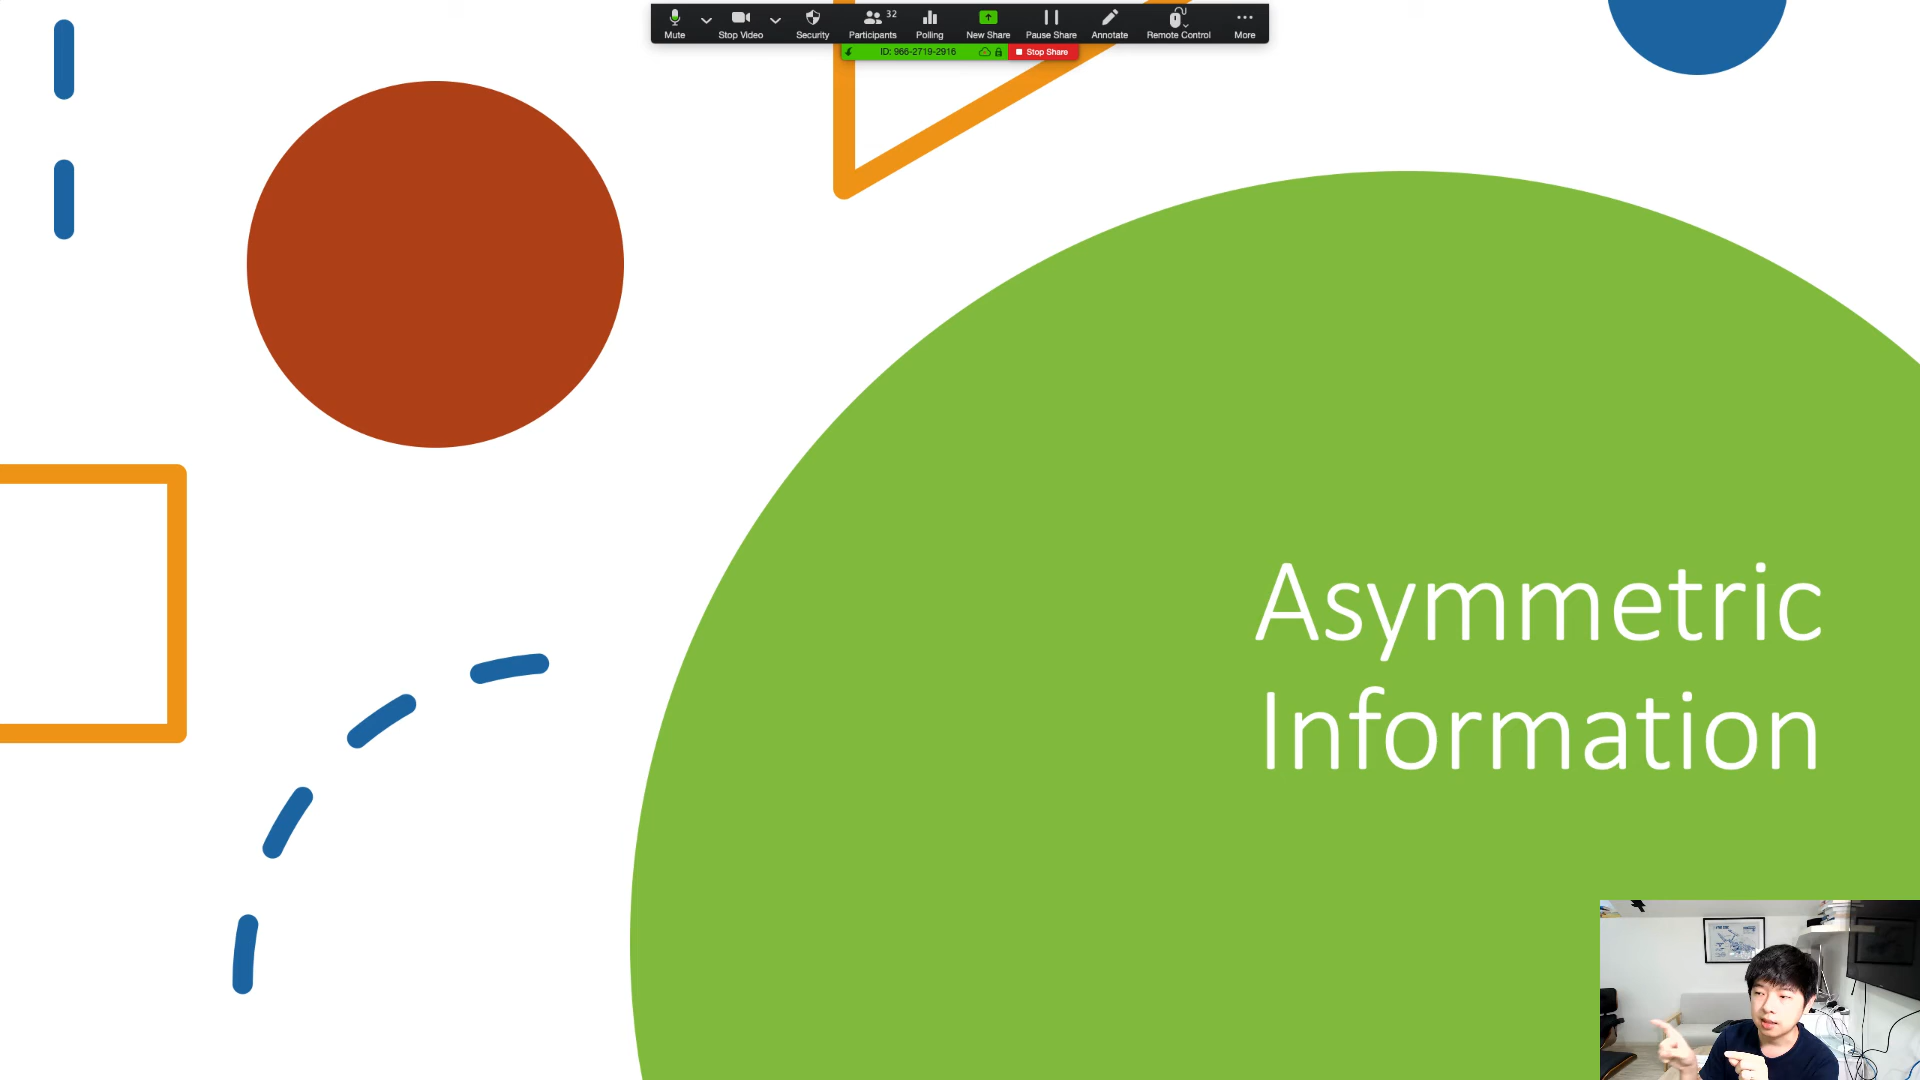 Mute
Stop Video
Security
Participants
32
Polling
New Share
Pause Share
Annotate
Remote Control
More
ID: 966-2719-2916
Stop Share
Asymmetric
Information